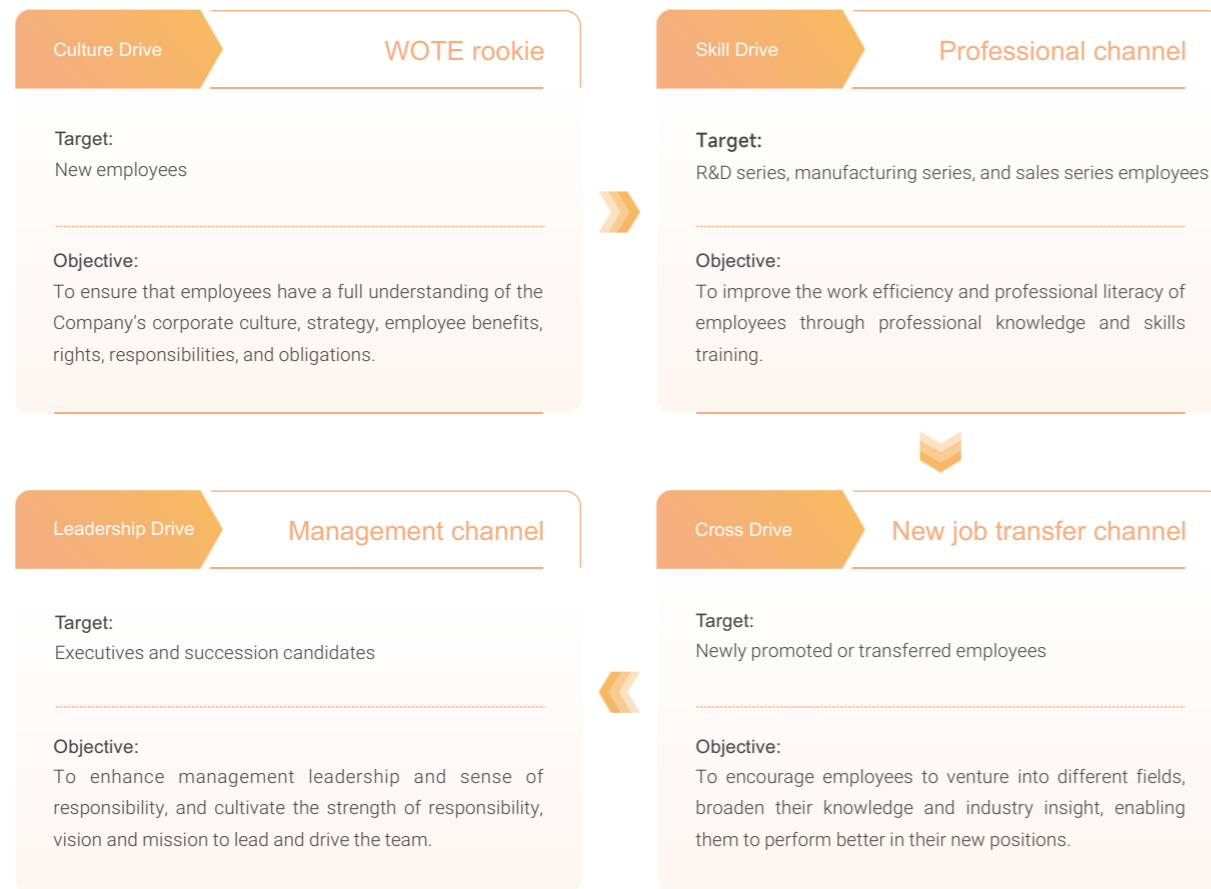 Culture Drive
WOTE rookie
Target:
New employees
Objective:
To ensure that employees have a full understanding of the
Company's corporate culture, strategy, employee benefits,
rights, responsibilities, and obligations.
Skill Drive
Professional channel
Target:
R&D series, manufacturing series, and sales series employees
Objective:
To improve the work efficiency and professional literacy of
employees through professional knowledge and skills
training.
Cross Drive
New job transfer channel
Target:
Newly promoted or transferred employees
Objective:
To encourage employees to venture into different fields,
broaden their knowledge and industry insight, enabling
them to perform better in their new positions.
Leadership Drive
Management channel
Target:
Executives and succession candidates
Objective:
To enhance management leadership and sense of
responsibility, and cultivate the strength of responsibility,
vision and mission to lead and drive the team.